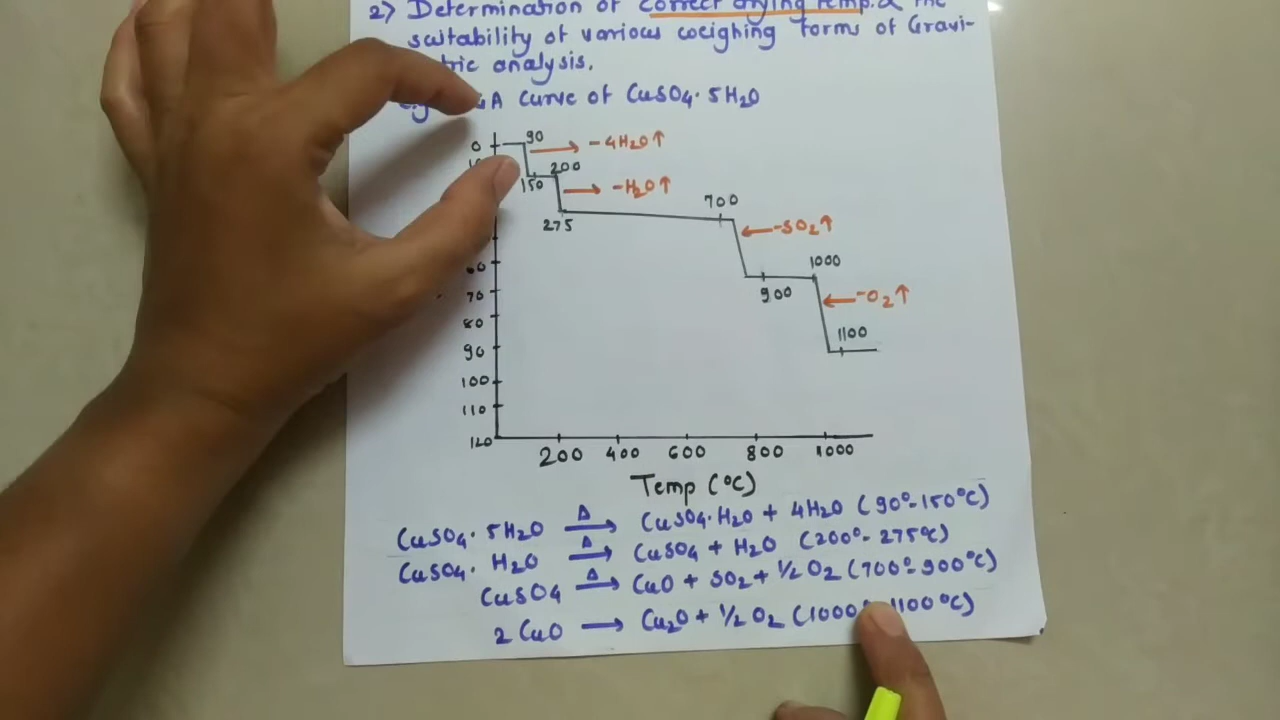 2) Determination of correct drying temp. & the
suitability of various weighing forms of Gravi-
tric analysis.
A curve of CuSO4·5H2O
0
90
→ -4H2O↑
150
200
→ -H2O↑
275
700
←-SO2↑
60
900
1000
70
←-O2↑
80
1100
90
100
110
120
200 400 600 800 1000
Temp (°C)
CuSO4·5H2O Δ→ CuSO4·H2O + 4H2O (90°-150°C)
CuSO4·H2O Δ→ CuSO4 + H2O (200°-275°C)
CuSO4 Δ→ CuO + SO2 + ½O2 (700°-900°C)
2CuO → Cu2O + ½O2 (1000° 1100°C)